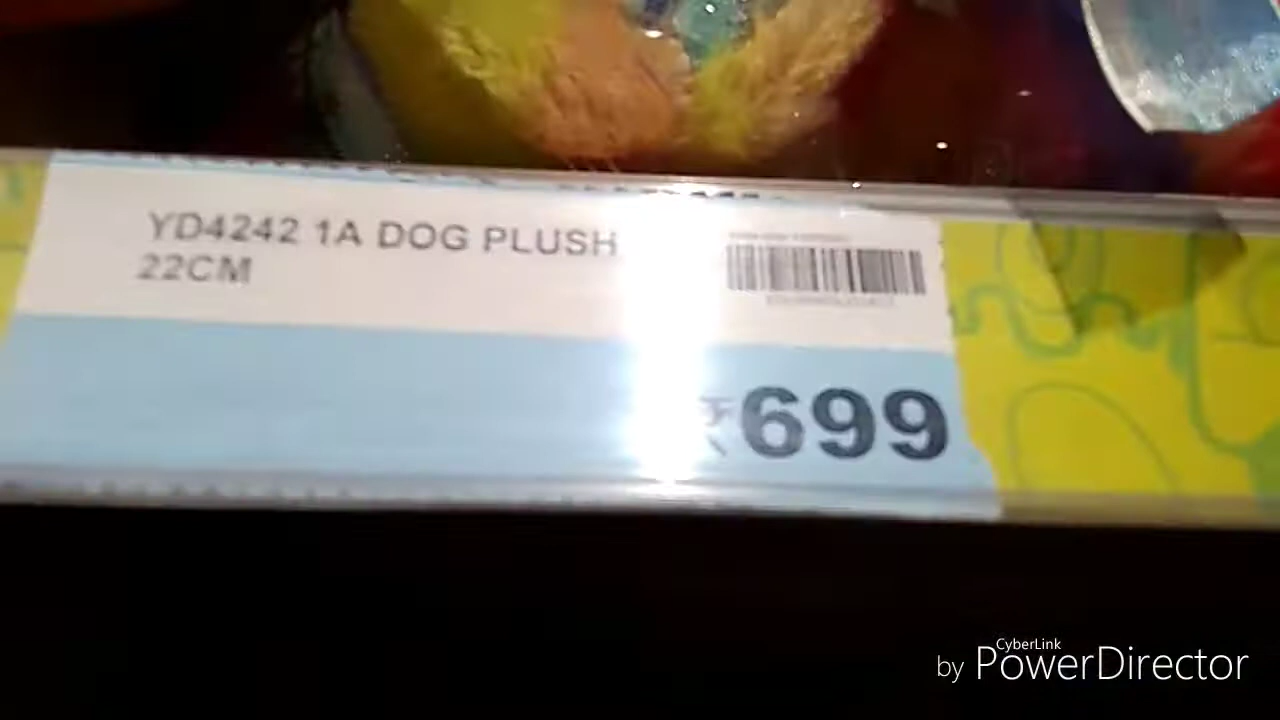 YD4242 1A DOG PLUSH
22CM
₹699
CyberLink
by PowerDirector